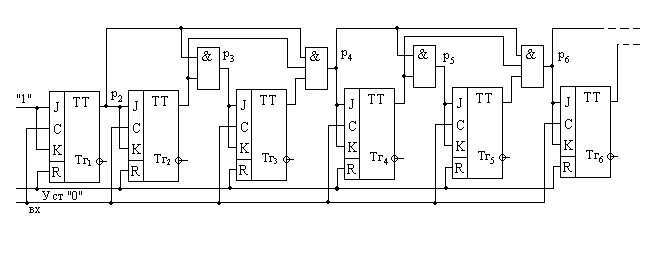 & p3 & p4 & p5 & p6
"1" J TT p2 J TT J TT J TT J TT J TT
C C C C C C
K Tr1 K Tr2 K Tr3 K Tr4 K Tr5 K Tr6
R R R R R R
Уст "0"
вх